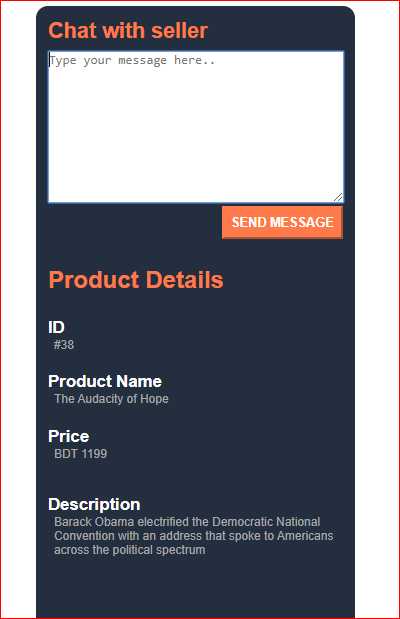 Chat with seller
Type your message here..
SEND MESSAGE
Product Details
ID
#38
Product Name
The Audacity of Hope
Price
BDT 1199
Description
Barack Obama electrified the Democratic National
Convention with an address that spoke to Americans
across the political spectrum